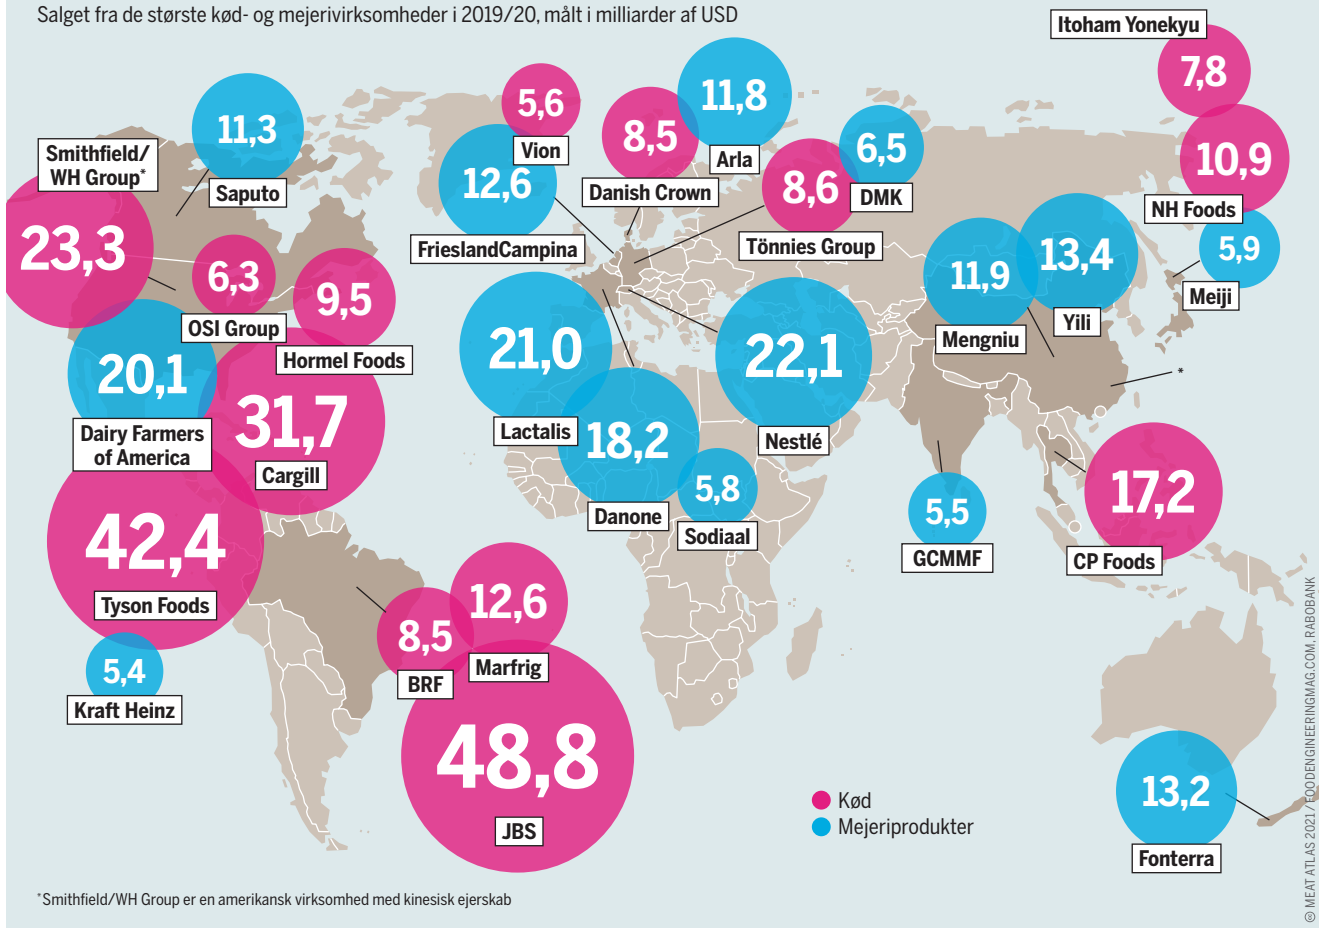 Salget fra de største kød- og mejerivirksomheder i 2019/20, målt i milliarder af USD
Itoham Yonekyu
7,8
10,9
NH Foods
5,9
Meiji
11,3
Saputo
Smithfield/
WH Group*
23,3
6,3
OSI Group
9,5
Hormel Foods
20,1
Dairy Farmers
of America
31,7
Cargill
42,4
Tyson Foods
5,4
Kraft Heinz
5,6
Vion
12,6
FrieslandCampina
8,5
Danish Crown
11,8
Arla
8,6
Tönnies Group
6,5
DMK
21,0
Lactalis
18,2
Danone
5,8
Sodiaal
22,1
Nestlé
11,9
Mengniu
13,4
Yili
*
5,5
GCMMF
17,2
CP Foods
8,5
BRF
12,6
Marfrig
48,8
JBS
13,2
Fonterra
Kød
Mejeriprodukter
*Smithfield/WH Group er en amerikansk virksomhed med kinesisk ejerskab
© MEAT ATLAS 2021 / FOODENGINEERINGMAG.COM, RABOBANK